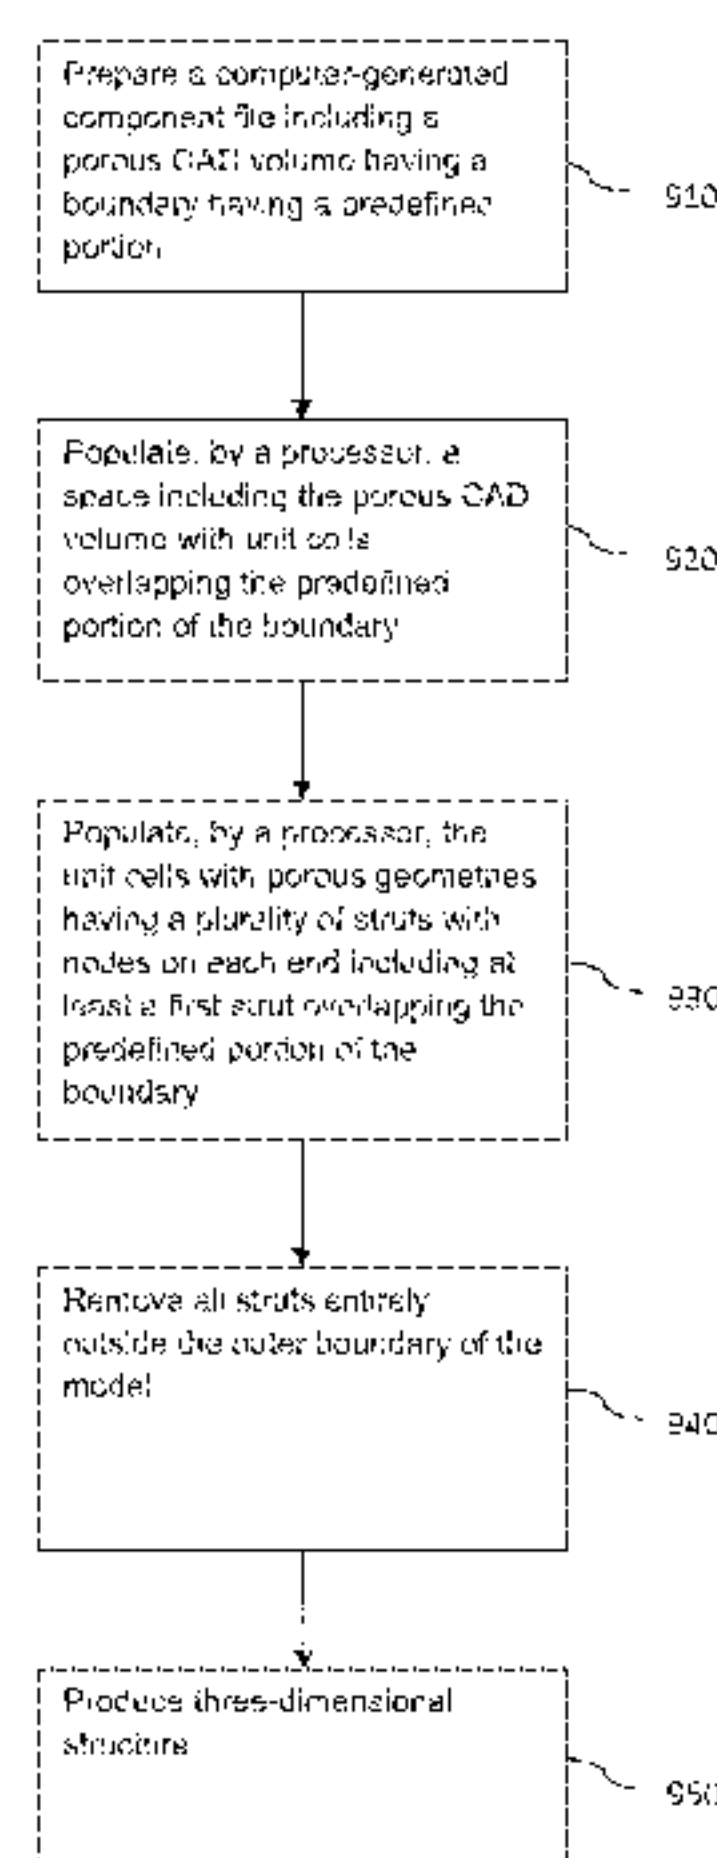 Prepare a computer-generated
component file including a
porous CAD volume having a
boundary having a predefined
portion
910
Populate, by a processor, a
space including the porous CAD
volume with unit cells
overlapping the predefined
portion of the boundary
920
Populate, by a processor, the
unit cells with porous geometries
having a plurality of struts with
nodes on each end including at
least a first strut overlapping the
predefined portion of the
boundary
930
Remove all struts entirely
outside the outer boundary of the
model
940
Produce three-dimensional
structure
950